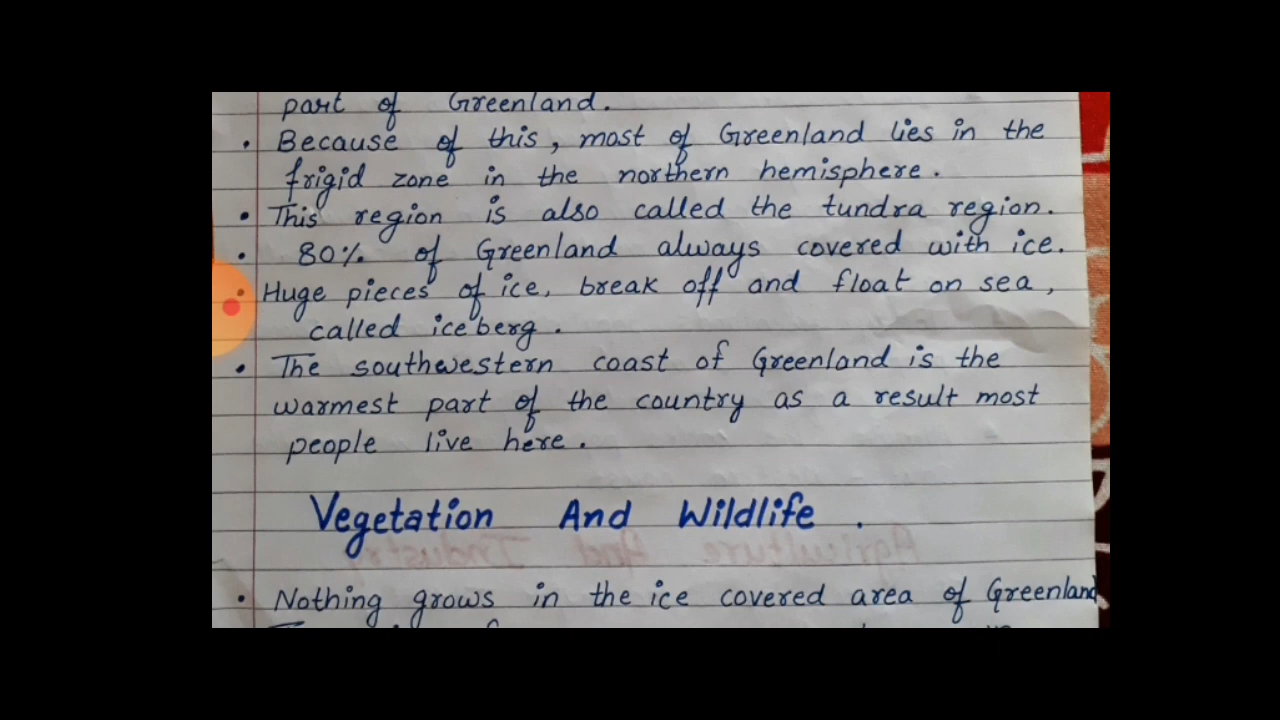 part of Greenland.
• Because of this, most of Greenland lies in the
frigid zone in the northern hemisphere.
• This region is also called the tundra region.
• 80% of Greenland always covered with ice.
• Huge pieces of ice, break off and float on sea,
called iceberg.
• The southwestern coast of Greenland is the
warmest part of the country as a result most
people live here.
Vegetation And Wildlife.
• Nothing grows in the ice covered area of Greenland